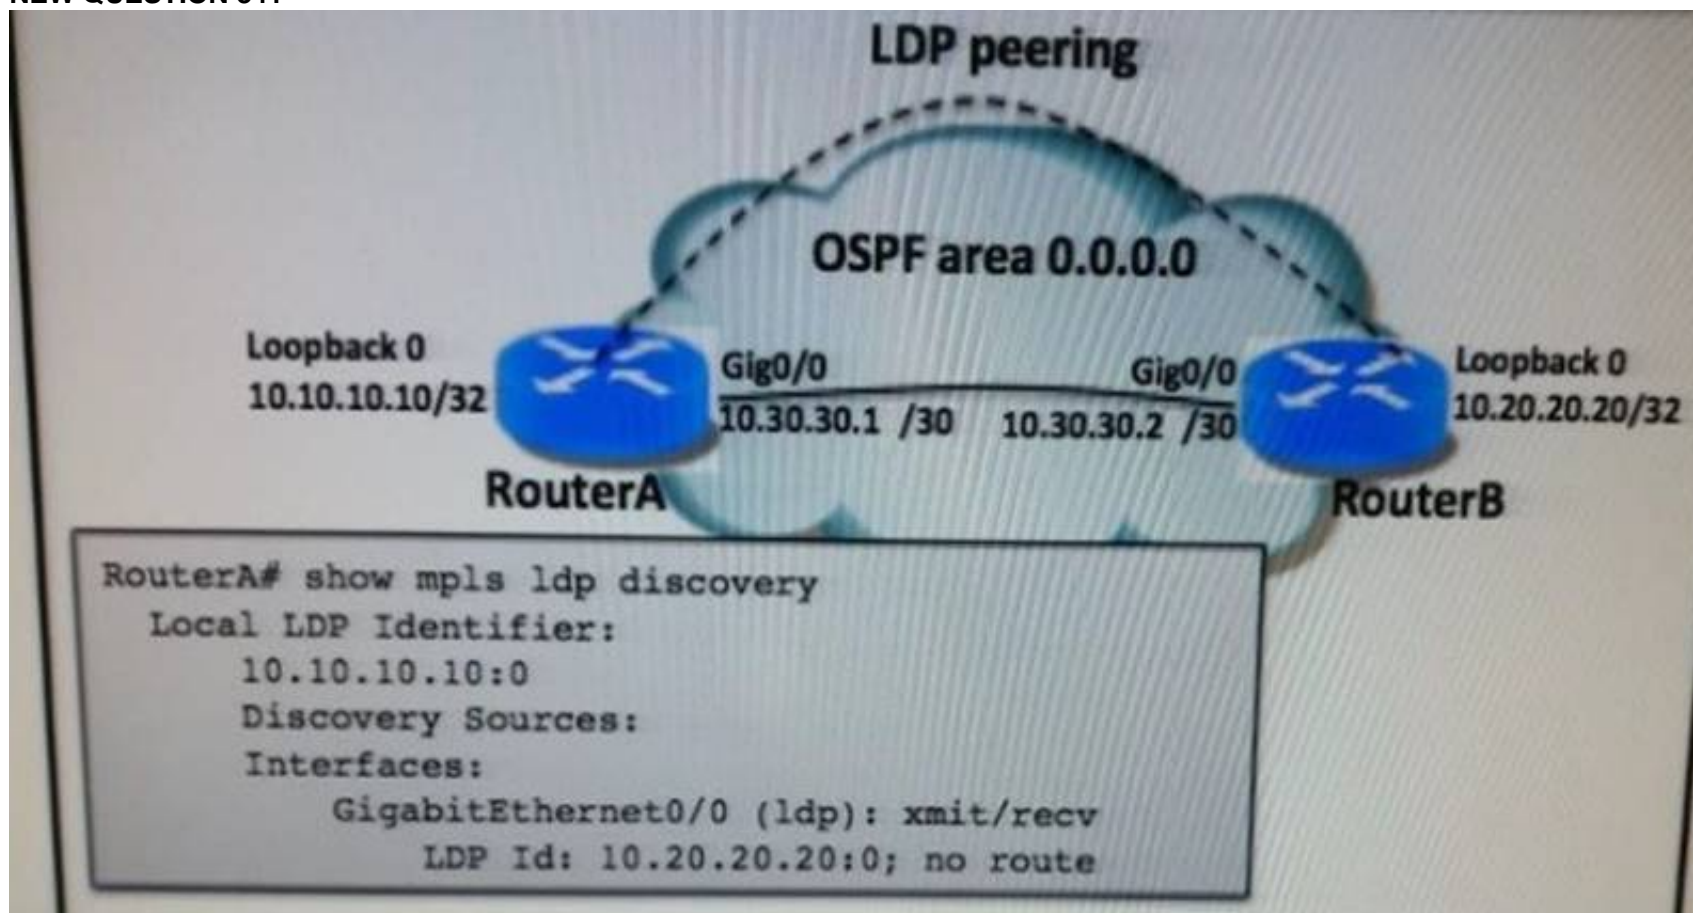 LDP peering
OSPF area 0.0.0.0
Loopback 0
10.10.10.10/32
Gig0/0
10.30.30.1 /30
Gig0/0
10.30.30.2 /30
Loopback 0
10.20.20.20/32
RouterA
RouterB
RouterA# show mpls ldp discovery
Local LDP Identifier:
10.10.10.10:0
Discovery Sources:
Interfaces:
GigabitEthernet0/0 (ldp): xmit/recv
LDP Id: 10.20.20.20:0; no route